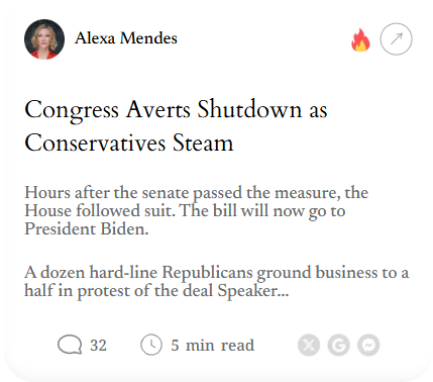 Alexa Mendes
Congress Averts Shutdown as
Conservatives Steam
Hours after the senate passed the measure, the
House followed suit. The bill will now go to
President Biden.
A dozen hard-line Republicans ground business to a
half in protest of the deal Speaker...
32
5 min read